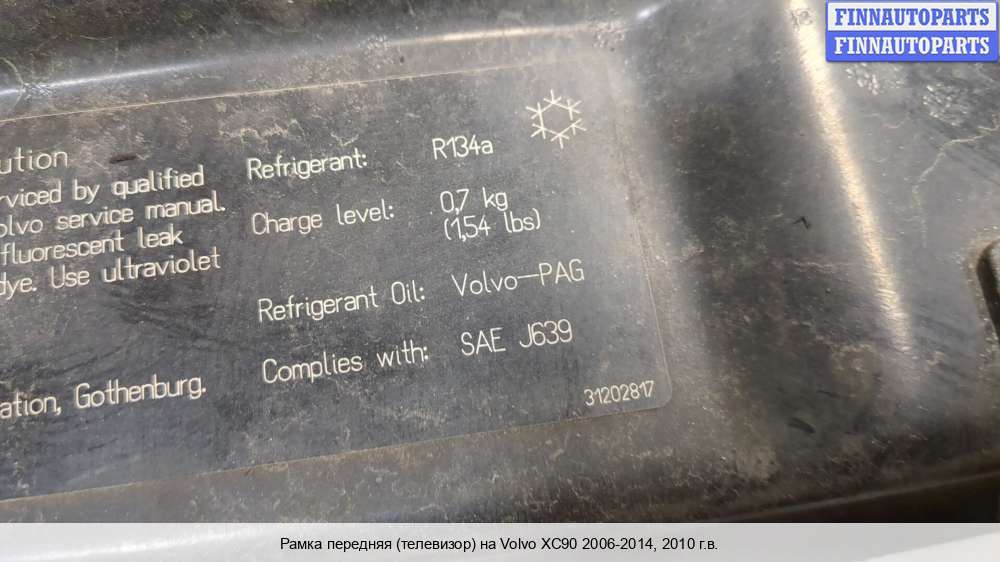 FINNAUTOPARTS
FINNAUTOPARTS
ution
rviced by qualified
olvo service manual.
fluorescent leak
dye. Use ultraviolet
ation, Gothenburg.
Refrigerant: R134a
Charge level: 0,7 kg
(1,54 lbs)
Refrigerant Oil: Volvo-PAG
Complies with: SAE J639
31202817
Рамка передняя (телевизор) на Volvo XC90 2006-2014, 2010 г.в.